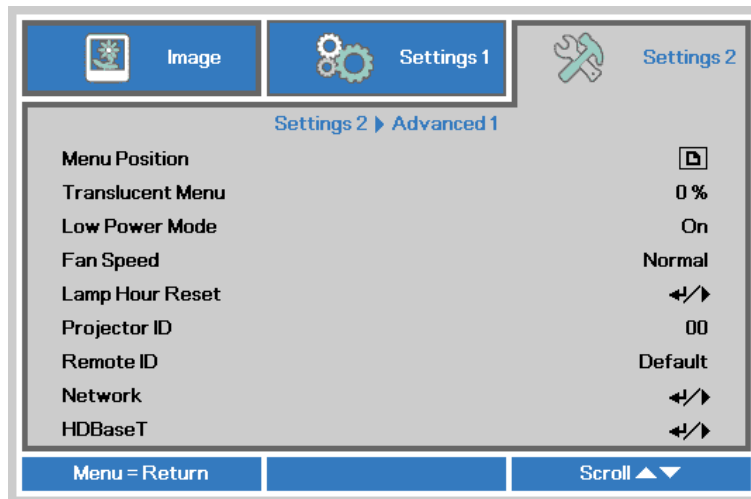 Image
Settings 1
Settings 2
Settings 2 ▶ Advanced 1
Menu Position
Translucent Menu 0 %
Low Power Mode On
Fan Speed Normal
Lamp Hour Reset ↵/▶
Projector ID 00
Remote ID Default
Network ↵/▶
HDBaseT ↵/▶
Menu = Return Scroll ▲▼